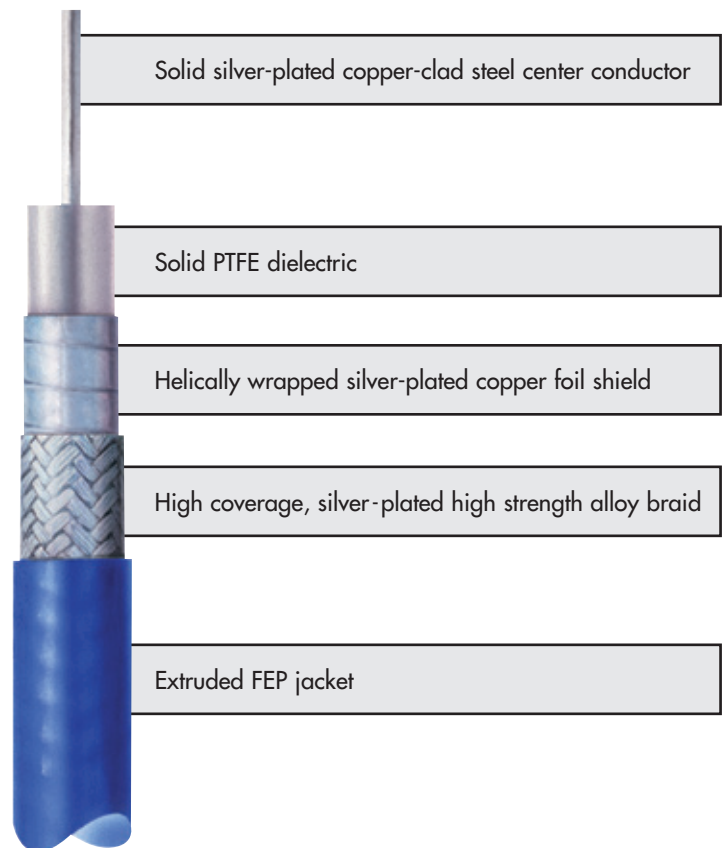 Solid silver-plated copper-clad steel center conductor
Solid PTFE dielectric
Helically wrapped silver-plated copper foil shield
High coverage, silver-plated high strength alloy braid
Extruded FEP jacket